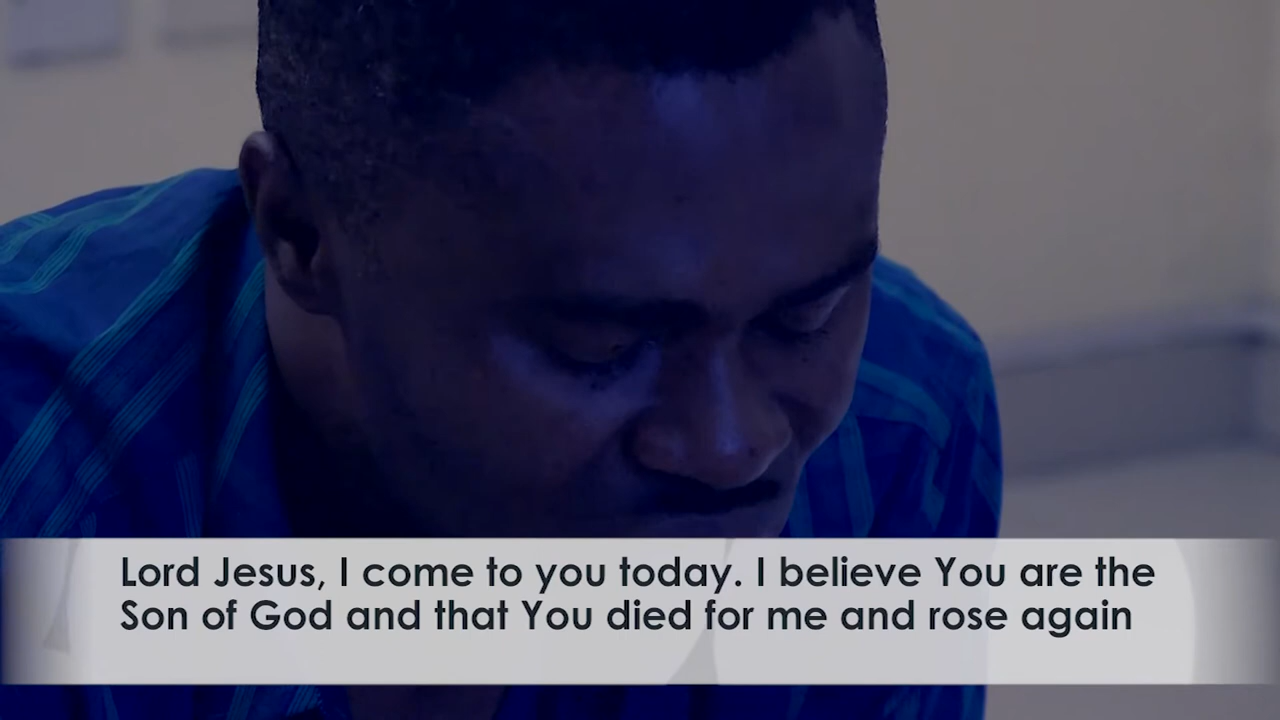 Lord Jesus, I come to you today. I believe You are the
Son of God and that You died for me and rose again